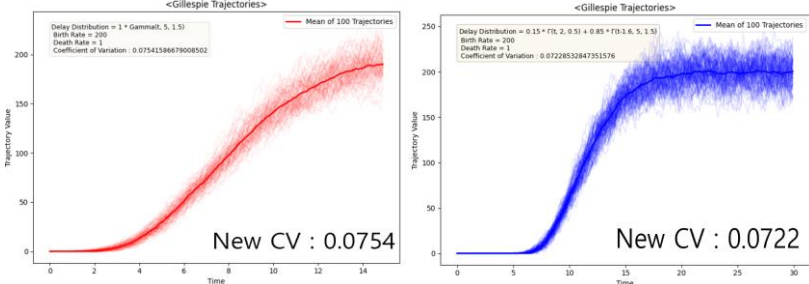 <Gillespie Trajectories>
Delay Distribution = 1 * Gamma(t, 5, 1.5)
Birth Rate = 200
Death Rate = 1
Coefficient of Variation : 0.07541586679008502
Mean of 100 Trajectories
Trajectory Value
200
150
100
50
0
New CV : 0.0754
0 2 4 6 8 10 12 14
Time
<Gillespie Trajectories>
Delay Distribution = 0.15 * Γ(t, 2, 0.5) + 0.85 * Γ(t-1.6, 5, 1.5)
Birth Rate = 200
Death Rate = 1
Coefficient of Variation : 0.07228532847351576
Mean of 100 Trajectories
Trajectory Value
250
200
150
100
50
0
New CV : 0.0722
0 5 10 15 20 25 30
Time